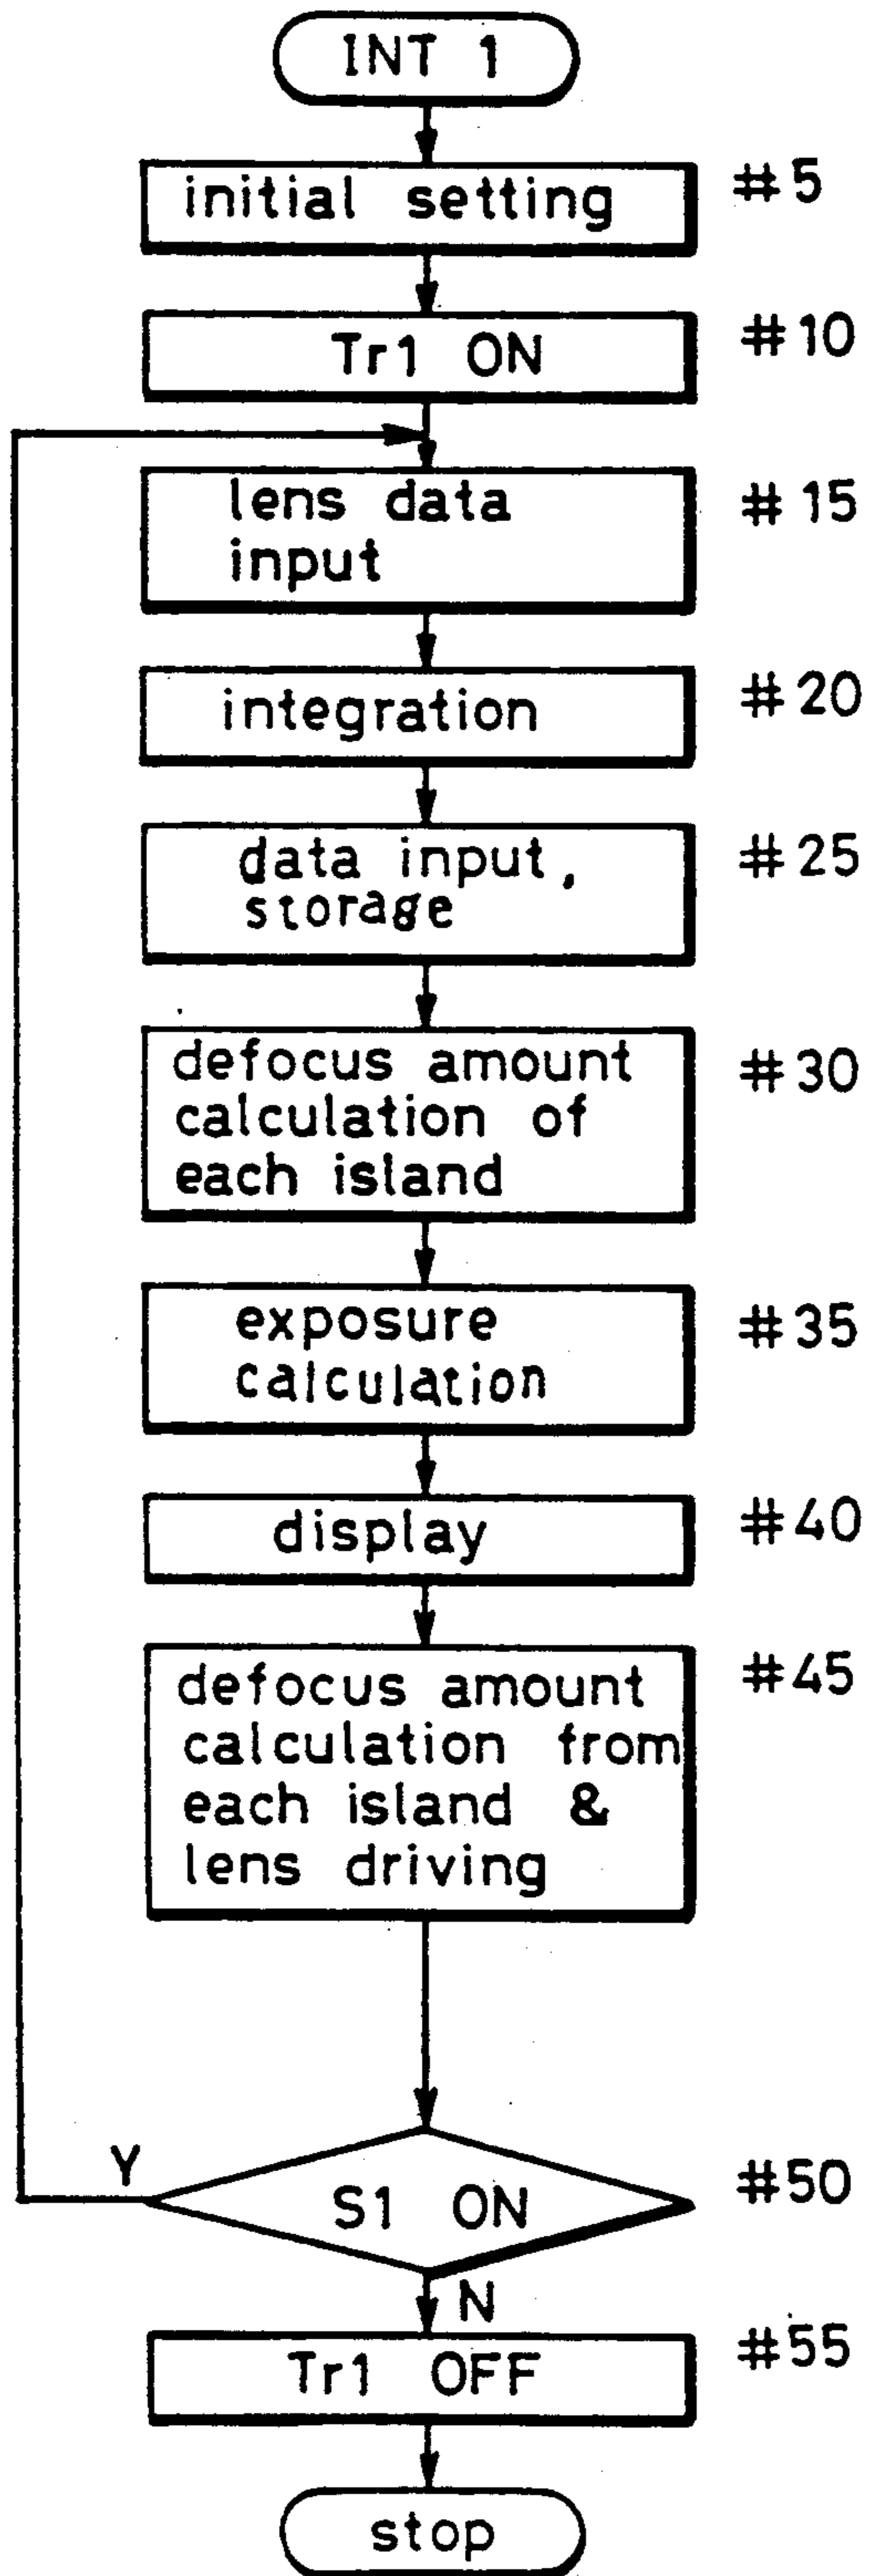 INT 1
initial setting #5
Tr1 ON #10
lens data #15
input
integration #20
data input, #25
storage
defocus amount #30
calculation of
each island
exposure #35
calculation
display #40
defocus amount #45
calculation from
each island &
lens driving
Y
S1 ON #50
N
Tr1 OFF #55
stop